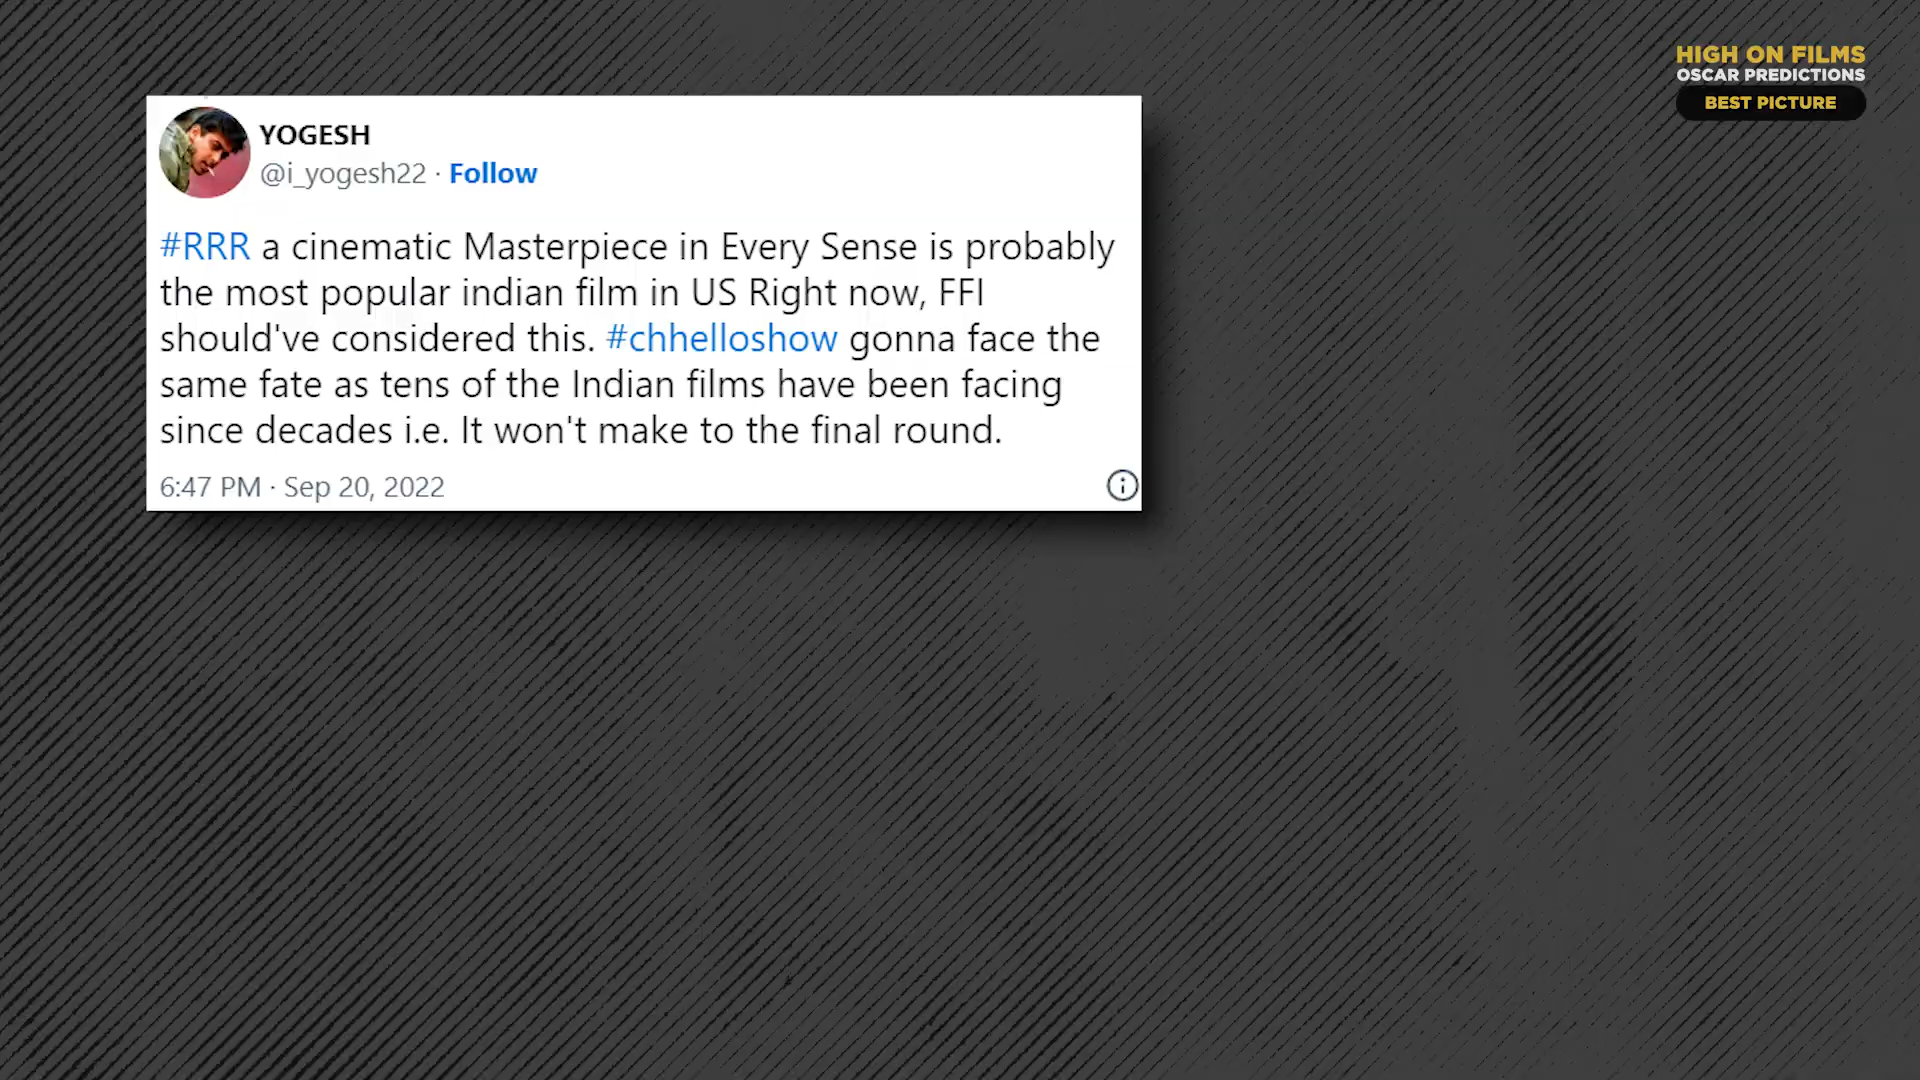 HIGH ON FILMS
OSCAR PREDICTIONS
BEST PICTURE
YOGESH
@i_yogesh22 · Follow
#RRR a cinematic Masterpiece in Every Sense is probably
the most popular indian film in US Right now, FFI
should've considered this. #chhelloshow gonna face the
same fate as tens of the Indian films have been facing
since decades i.e. It won't make to the final round.
6:47 PM · Sep 20, 2022